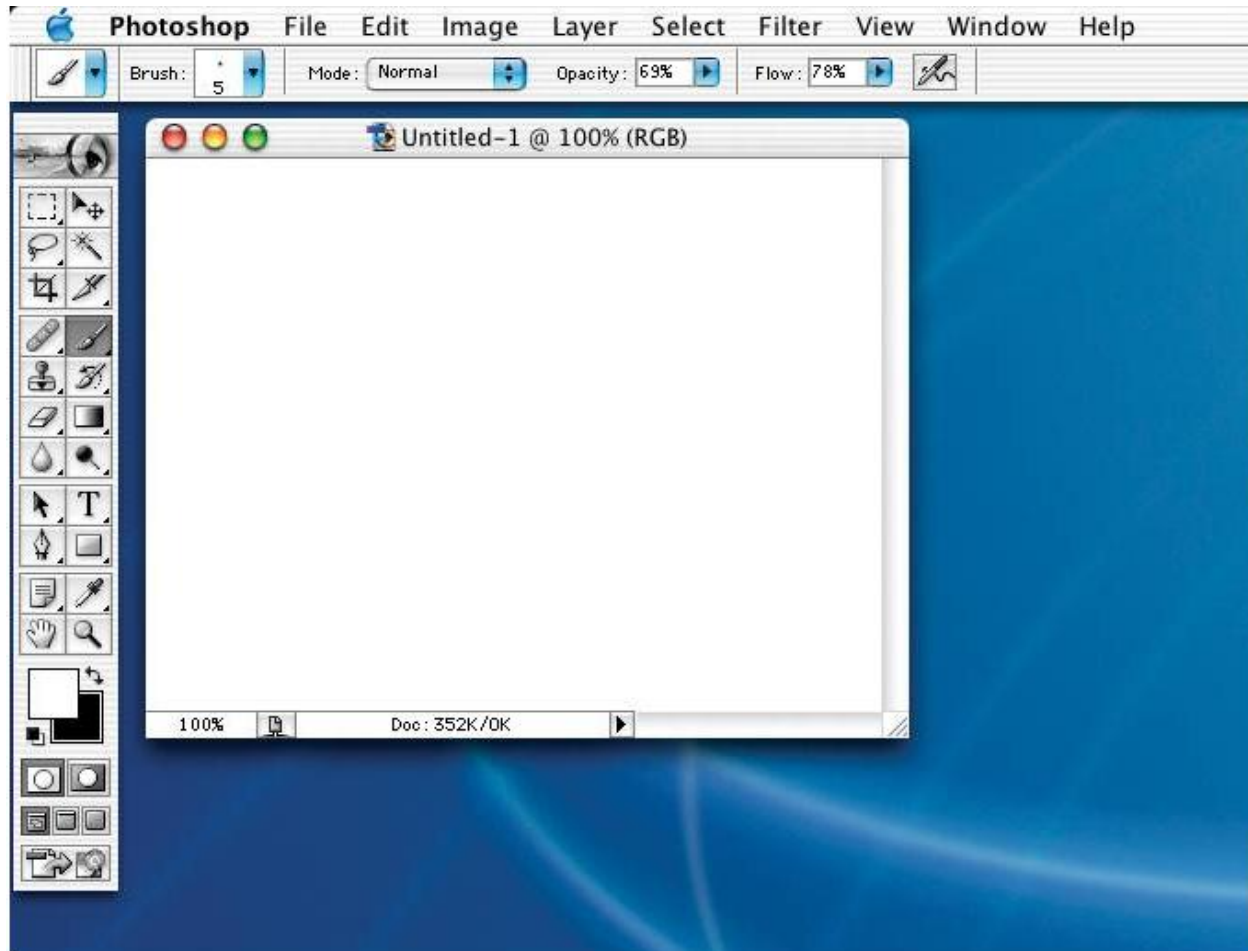 Photoshop File Edit Image Layer Select Filter View Window Help
Brush: 5 Mode: Normal Opacity: 69% Flow: 78%
Untitled-1 @ 100% (RGB)
T
100% Doc: 352K/0K